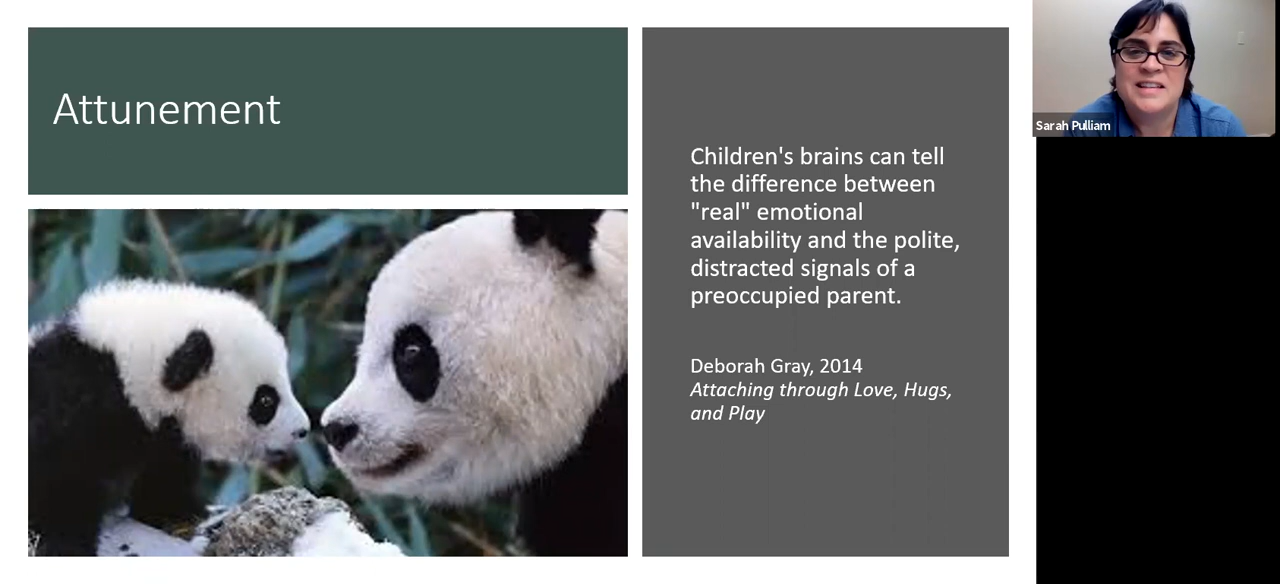 Attunement
Children's brains can tell
the difference between
"real" emotional
availability and the polite,
distracted signals of a
preoccupied parent.
Deborah Gray, 2014
Attaching through Love, Hugs,
and Play
Sarah Pulliam